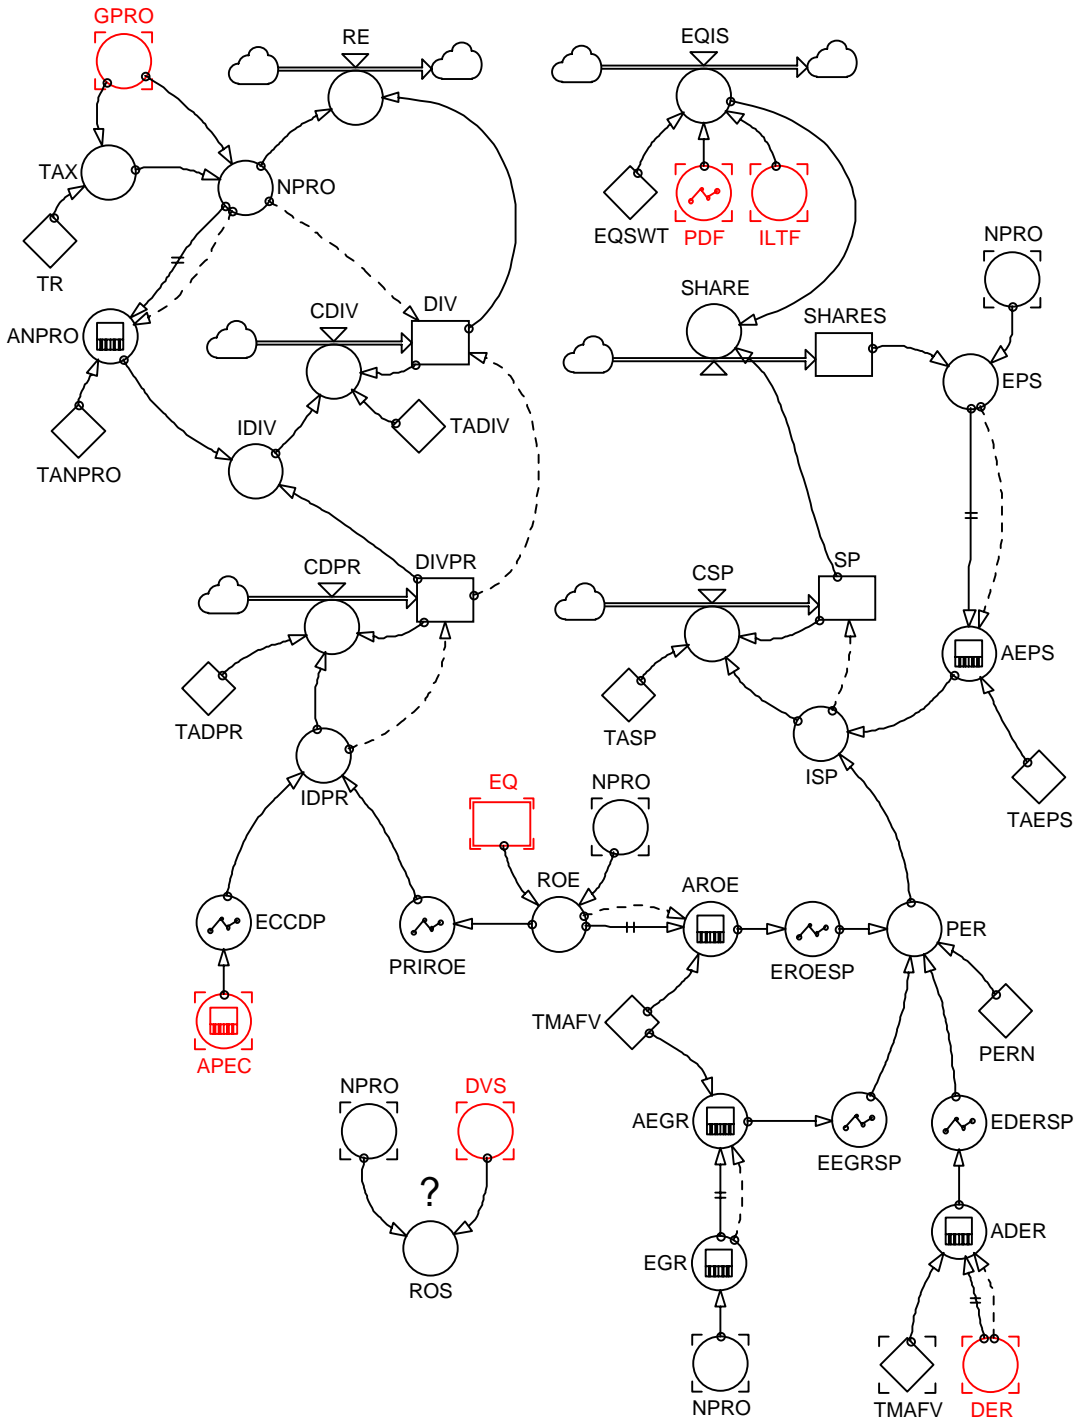 GPRO
RE
EQIS
TAX
NPRO
TR
EQSWT
PDF
ILTF
NPRO
SHARE
SHARES
CDIV
DIV
ANPRO
EPS
IDIV
TADIV
TANPRO
CDPR
DIVPR
CSP
SP
AEPS
TADPR
TASP
ISP
IDPR
EQ
NPRO
TAEPS
ROE
AROE
ECCDP
PRIROE
EROESP
PER
TMAFV
APEC
PERN
NPRO
DVS
AEGR
EEGRSP
EDERSP
?
ADER
EGR
ROS
NPRO
TMAFV
DER